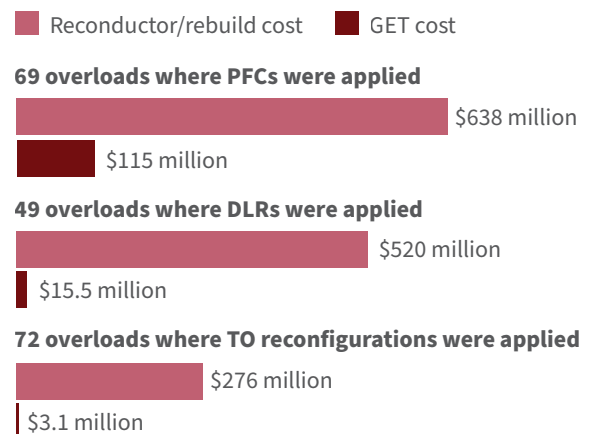 Reconductor/rebuild cost GET cost
69 overloads where PFCs were applied
$638 million
$115 million
49 overloads where DLRs were applied
$520 million
$15.5 million
72 overloads where TO reconfigurations were applied
$276 million
$3.1 million